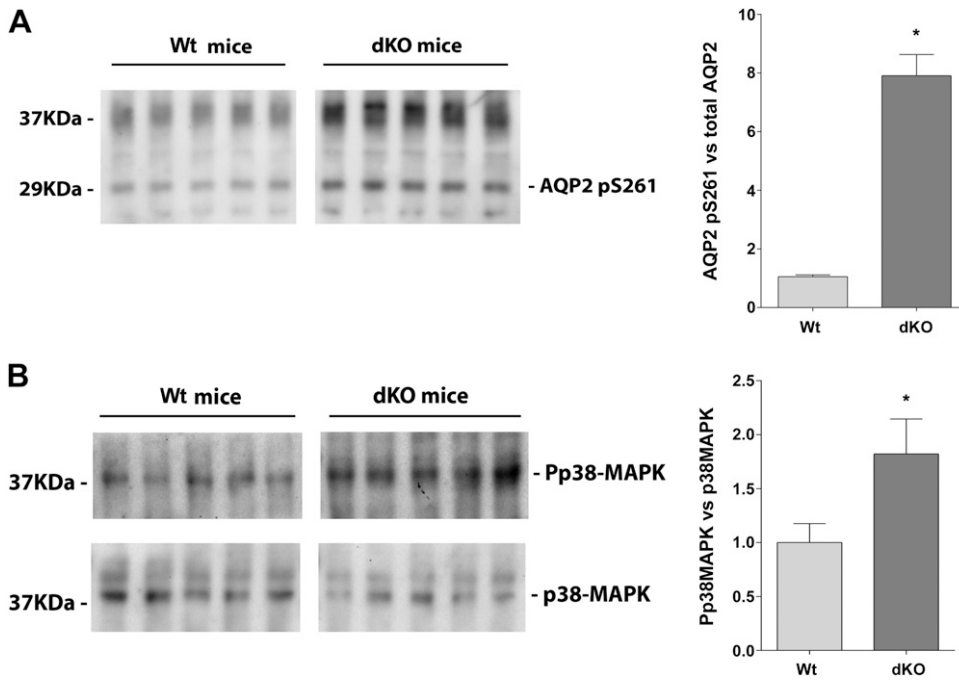 A
Wt mice
dKO mice
37KDa -
29KDa -
- AQP2 pS261
AQP2 pS261 vs total AQP2
10
8
6
4
2
0
*
Wt
dKO
B
Wt mice
dKO mice
37KDa -
- Pp38-MAPK
37KDa -
- p38-MAPK
Pp38MAPK vs p38MAPK
2.5
2.0
1.5
1.0
0.5
0.0
*
Wt
dKO